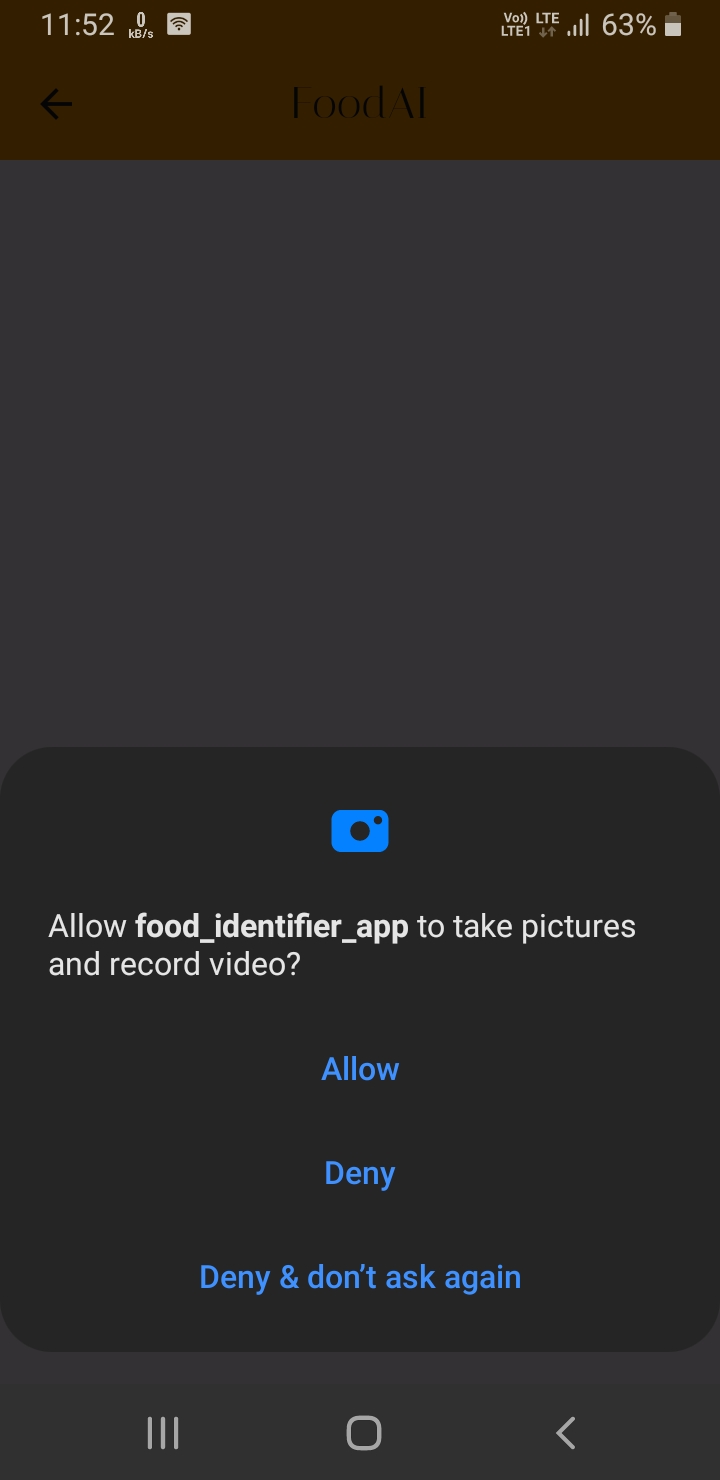 11:52 0 kB/s Vo)) LTE1 LTE 63%
FoodAI
Allow food_identifier_app to take pictures
and record video?
Allow
Deny
Deny & don’t ask again